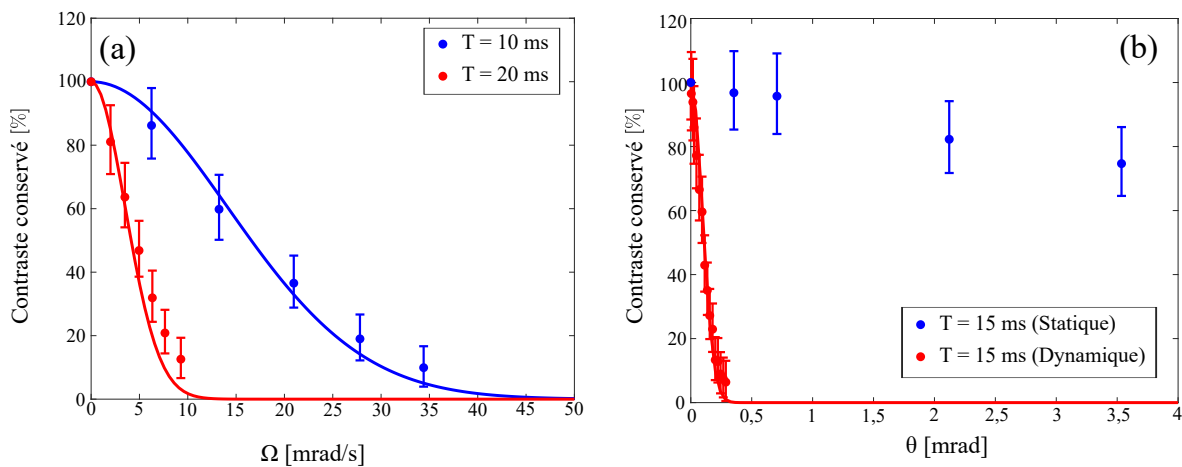 (a)
T = 10 ms
T = 20 ms
Contraste conservé [%]
120
100
80
60
40
20
0
0 5 10 15 20 25 30 35 40 45 50
Ω [mrad/s]
(b)
Contraste conservé [%]
120
100
80
60
40
20
0
T = 15 ms (Statique)
T = 15 ms (Dynamique)
0 0,5 1 1,5 2 2,5 3 3,5 4
θ [mrad]